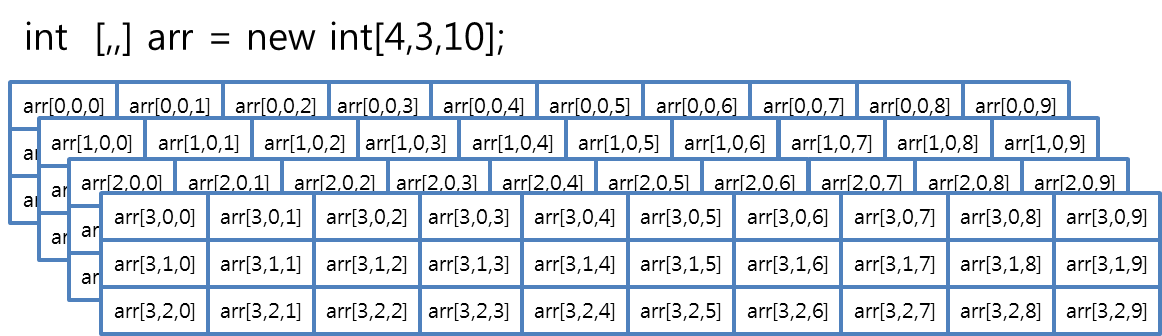 int [,,] arr = new int[4,3,10];
arr[0,0,0] arr[0,0,1] arr[0,0,2] arr[0,0,3] arr[0,0,4] arr[0,0,5] arr[0,0,6] arr[0,0,7] arr[0,0,8] arr[0,0,9]
arr[1,0,0] arr[1,0,1] arr[1,0,2] arr[1,0,3] arr[1,0,4] arr[1,0,5] arr[1,0,6] arr[1,0,7] arr[1,0,8] arr[1,0,9]
arr[2,0,0] arr[2,0,1] arr[2,0,2] arr[2,0,3] arr[2,0,4] arr[2,0,5] arr[2,0,6] arr[2,0,7] arr[2,0,8] arr[2,0,9]
arr[3,0,0] arr[3,0,1] arr[3,0,2] arr[3,0,3] arr[3,0,4] arr[3,0,5] arr[3,0,6] arr[3,0,7] arr[3,0,8] arr[3,0,9]
arr[3,1,0] arr[3,1,1] arr[3,1,2] arr[3,1,3] arr[3,1,4] arr[3,1,5] arr[3,1,6] arr[3,1,7] arr[3,1,8] arr[3,1,9]
arr[3,2,0] arr[3,2,1] arr[3,2,2] arr[3,2,3] arr[3,2,4] arr[3,2,5] arr[3,2,6] arr[3,2,7] arr[3,2,8] arr[3,2,9]